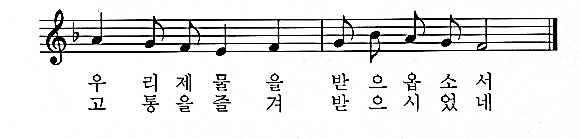 우 리 제 물 을 받 으 옵 소 서
고 통 을 즐 겨 받 으 시 었 네